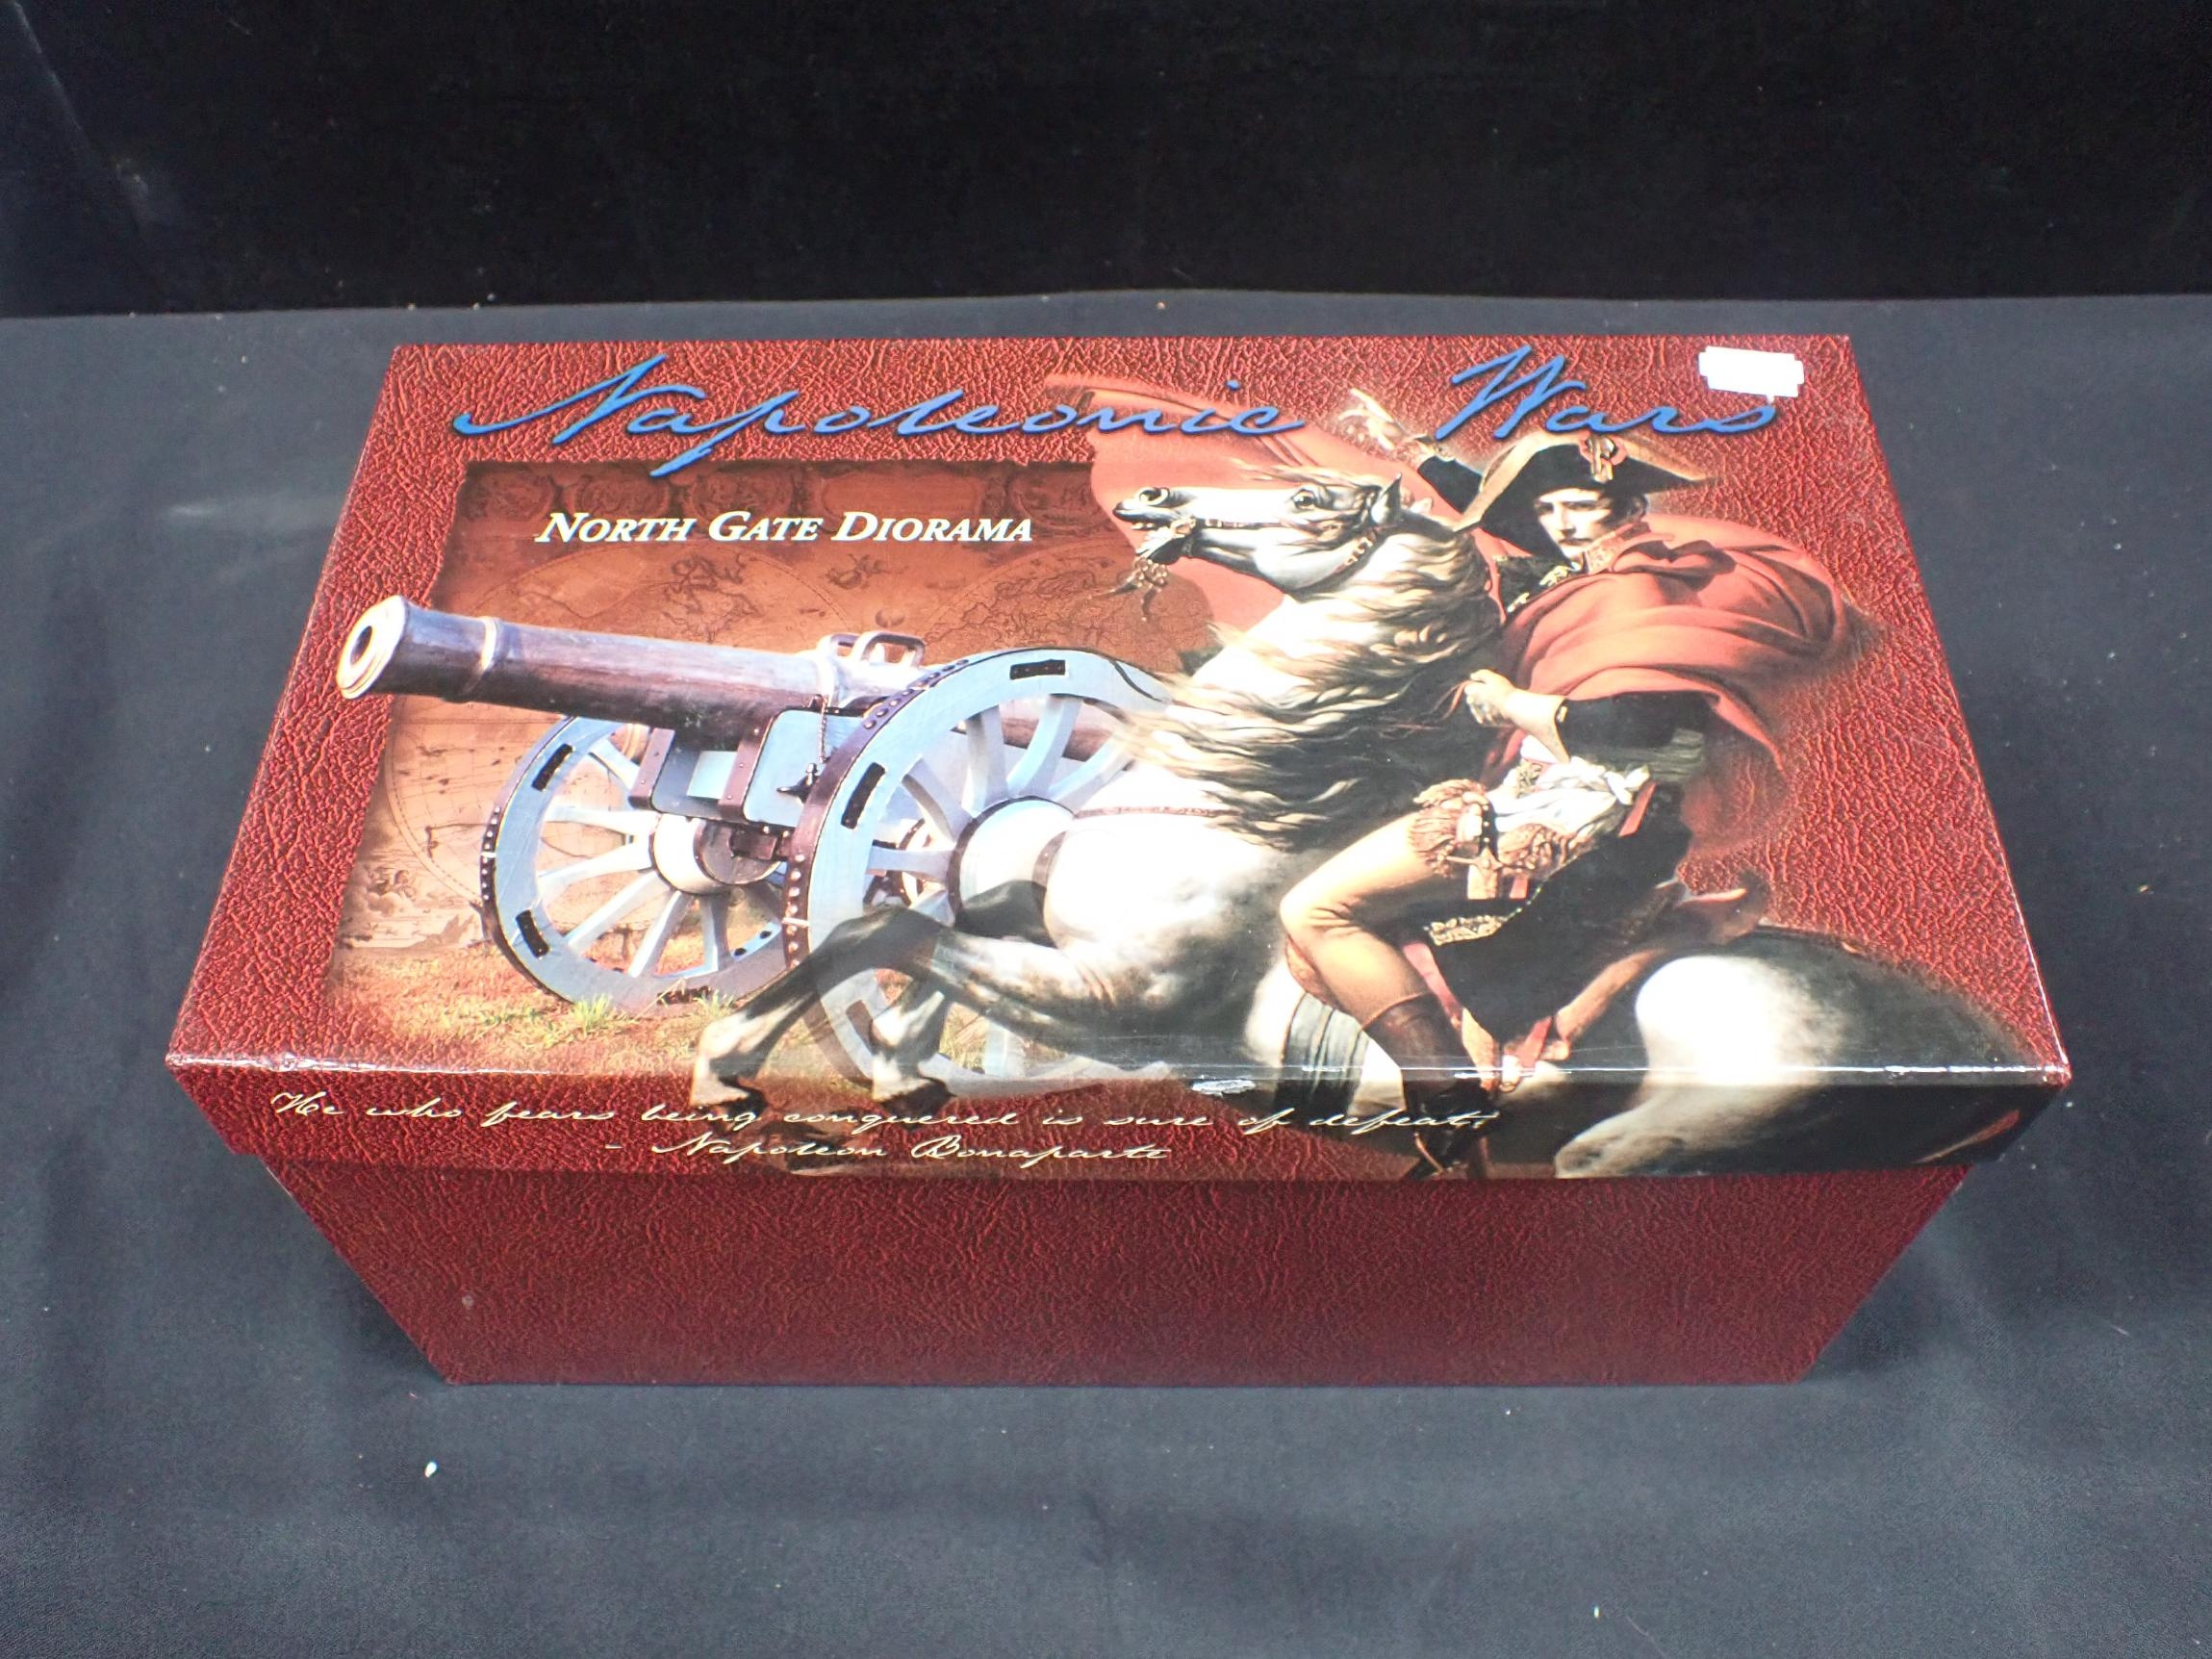 Napoleonic Wars
NORTH GATE DIORAMA
He who fears being conquered is sure of defeat.
- Napoleon Bonaparte